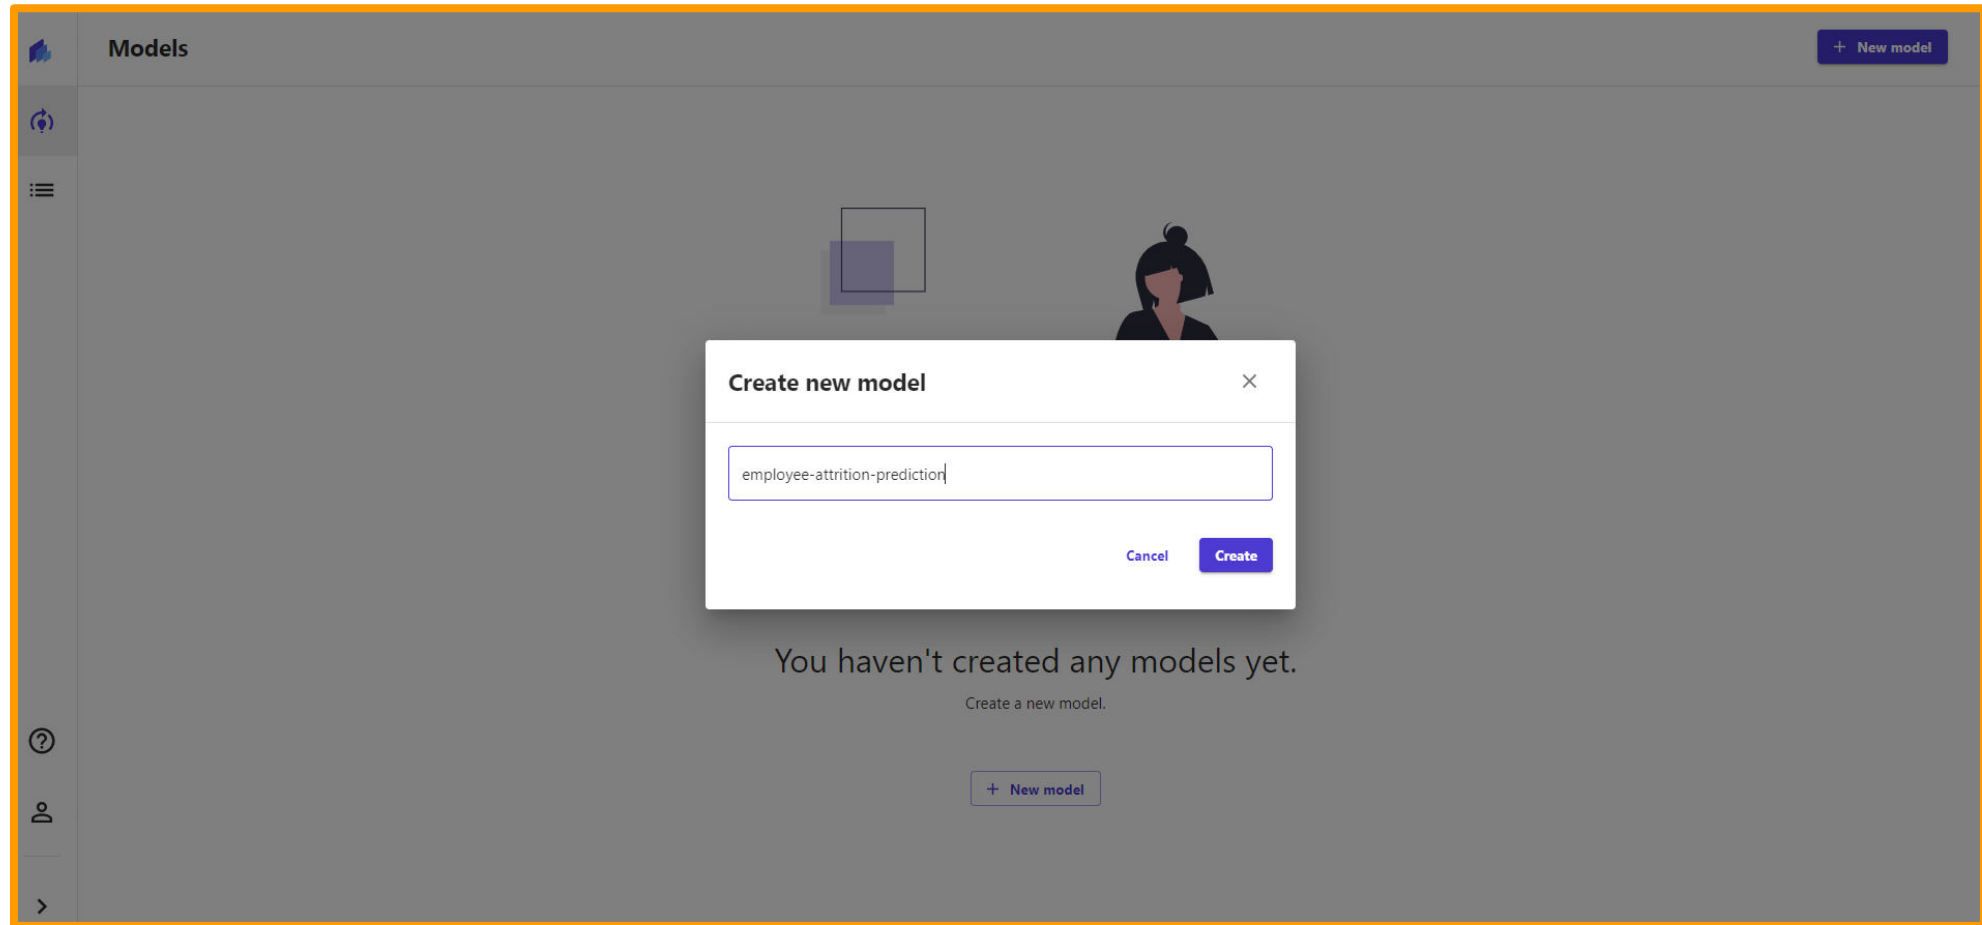 Models
+ New model
Create new model
employee-attrition-prediction
Cancel
Create
You haven't created any models yet.
Create a new model.
+ New model